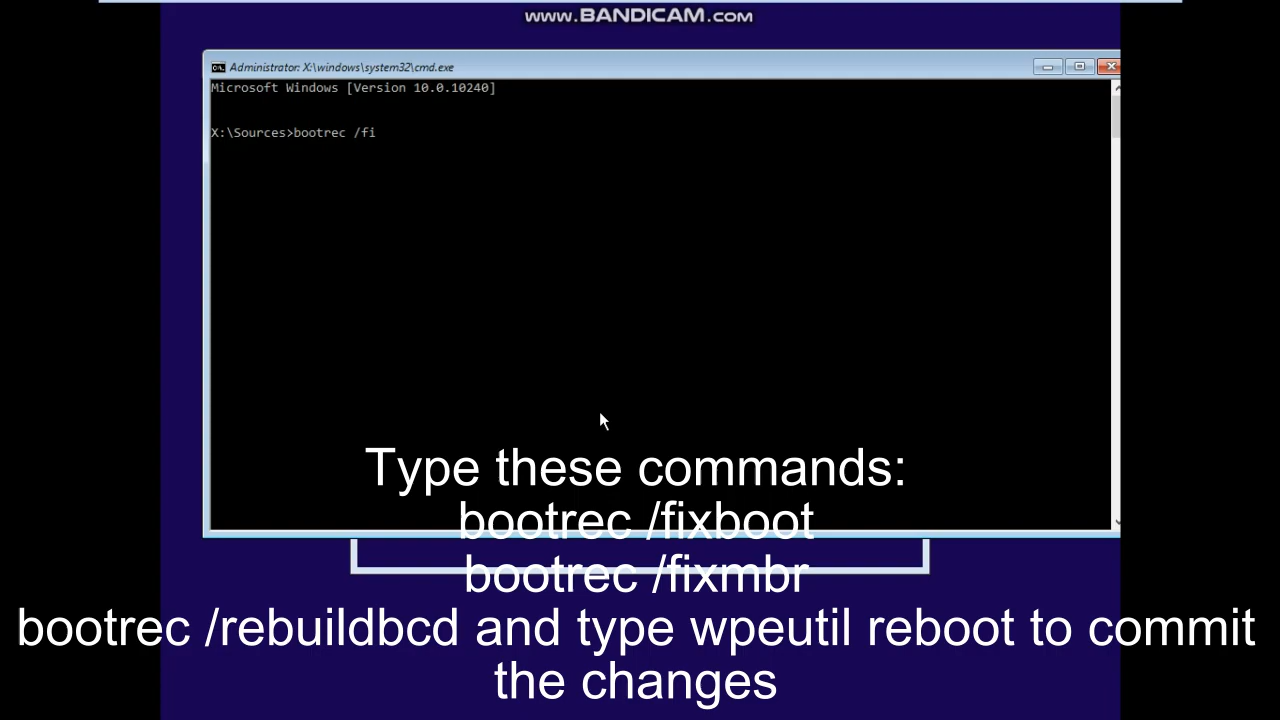 www.BANDICAM.com
Administrator: X:\windows\system32\cmd.exe
Microsoft Windows [Version 10.0.10240]
X:\Sources>bootrec /fi
Type these commands:
bootrec /fixboot
bootrec /fixmbr
bootrec /rebuildbcd and type wpeutil reboot to commit
the changes